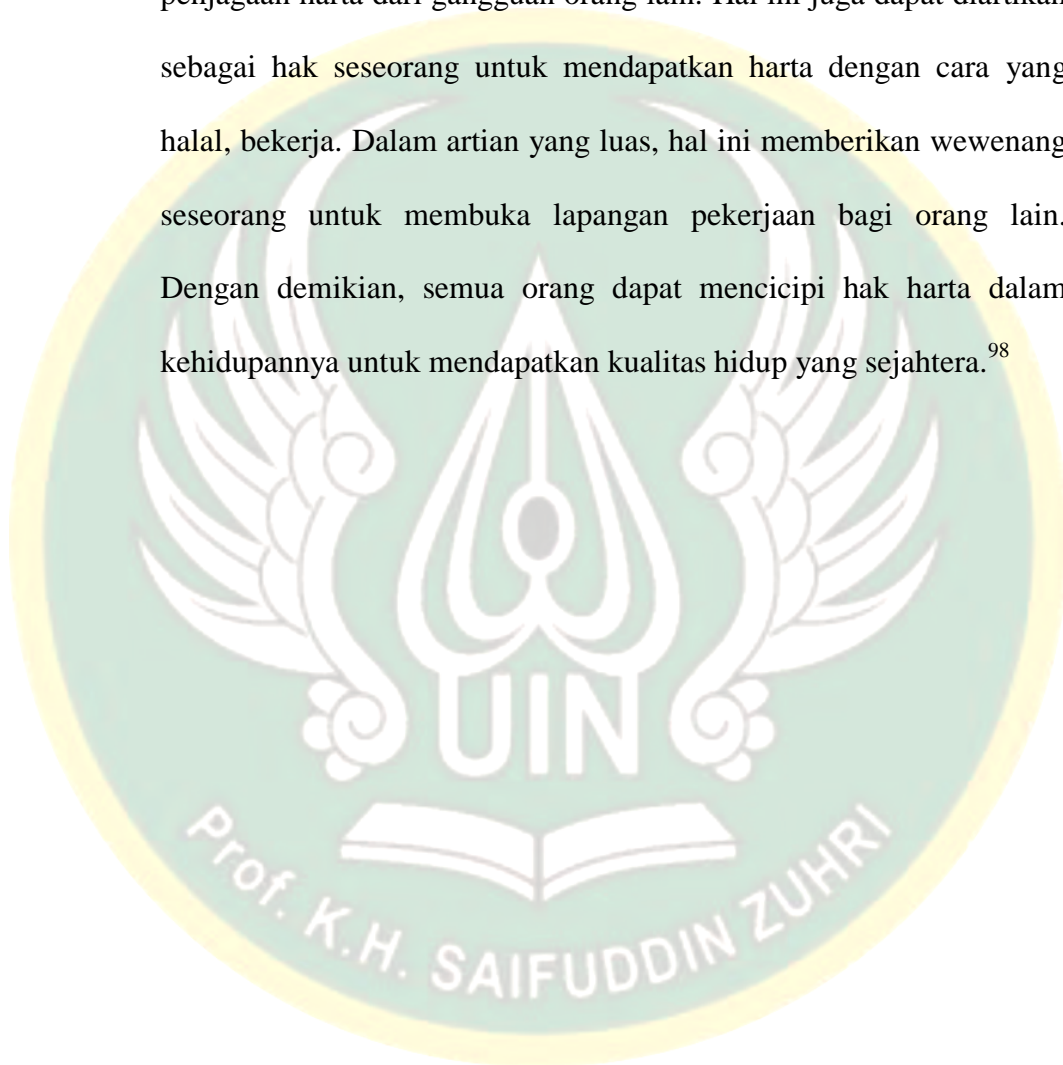 penjagaan harta dari gangguan orang lain. Hal ini juga dapat diartikan
sebagai hak seseorang untuk mendapatkan harta dengan cara yang
halal, bekerja. Dalam artian yang luas, hal ini memberikan wewenang
seseorang untuk membuka lapangan pekerjaan bagi orang lain.
Dengan demikian, semua orang dapat mencicipi hak harta dalam
kehidupannya untuk mendapatkan kualitas hidup yang sejahtera.98
UIN
Prof. K.H. SAIFUDDIN ZUHRI